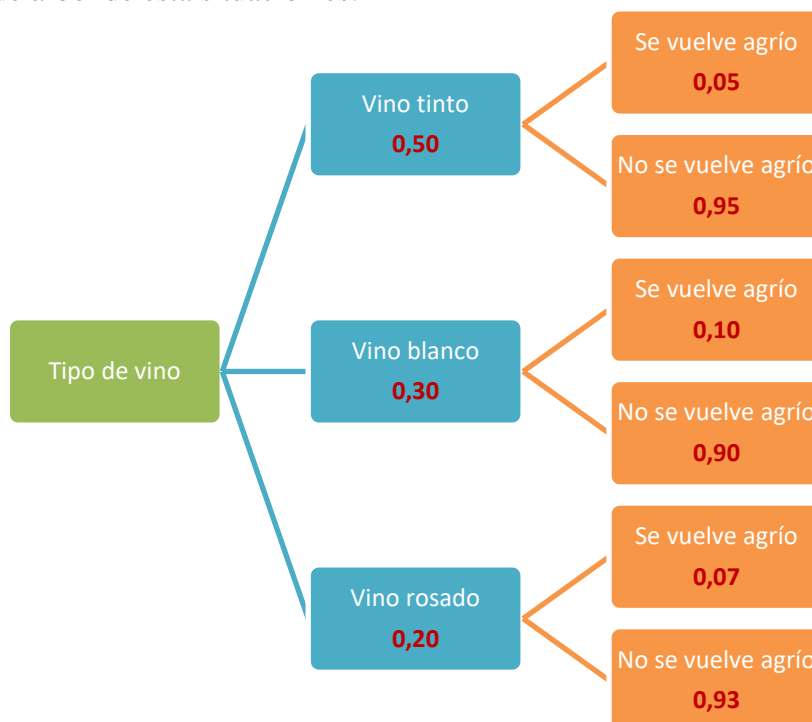 Se vuelve agrío
0,05
Vino tinto
0,50
No se vuelve agrío
0,95
Se vuelve agrío
0,10
Tipo de vino
Vino blanco
0,30
No se vuelve agrío
0,90
Se vuelve agrío
0,07
Vino rosado
0,20
No se vuelve agrío
0,93